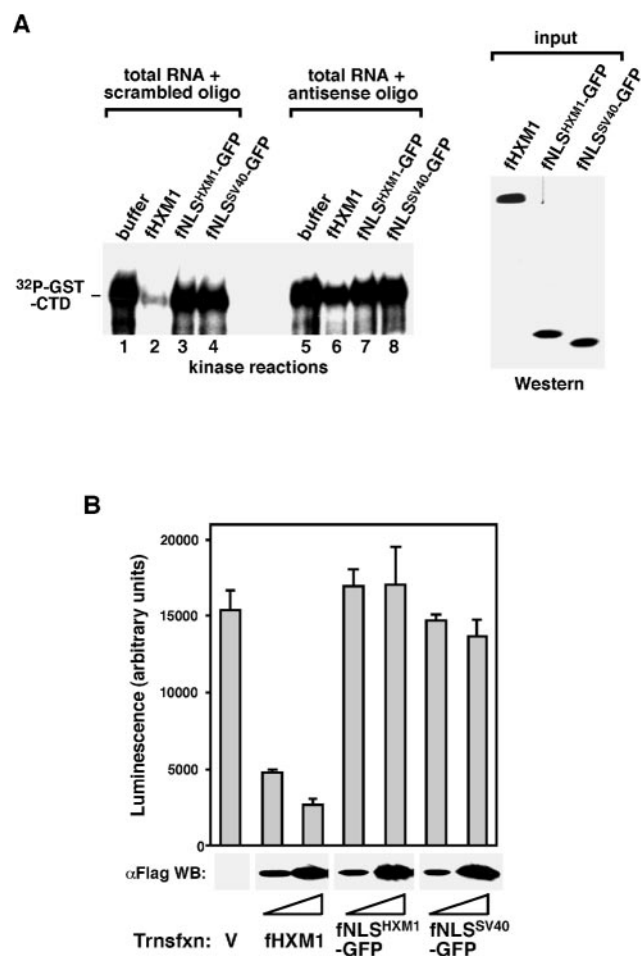 A
total RNA +
scrambled oligo
total RNA +
antisense oligo
input
buffer
fHXM1
fNLSHXM1-GFP
fNLSSV40-GFP
buffer
fHXM1
fNLSHXM1-GFP
fNLSSV40-GFP
fHXM1
fNLSHXM1-GFP
fNLSSV40-GFP
32P-GST
-CTD
1 2 3 4 5 6 7 8
kinase reactions
Western
B
Luminescence (arbitrary units)
20000
15000
10000
5000
0
αFlag WB:
Trnsfxn: V fHXM1 fNLSHXM1 fNLSSV40
-GFP -GFP